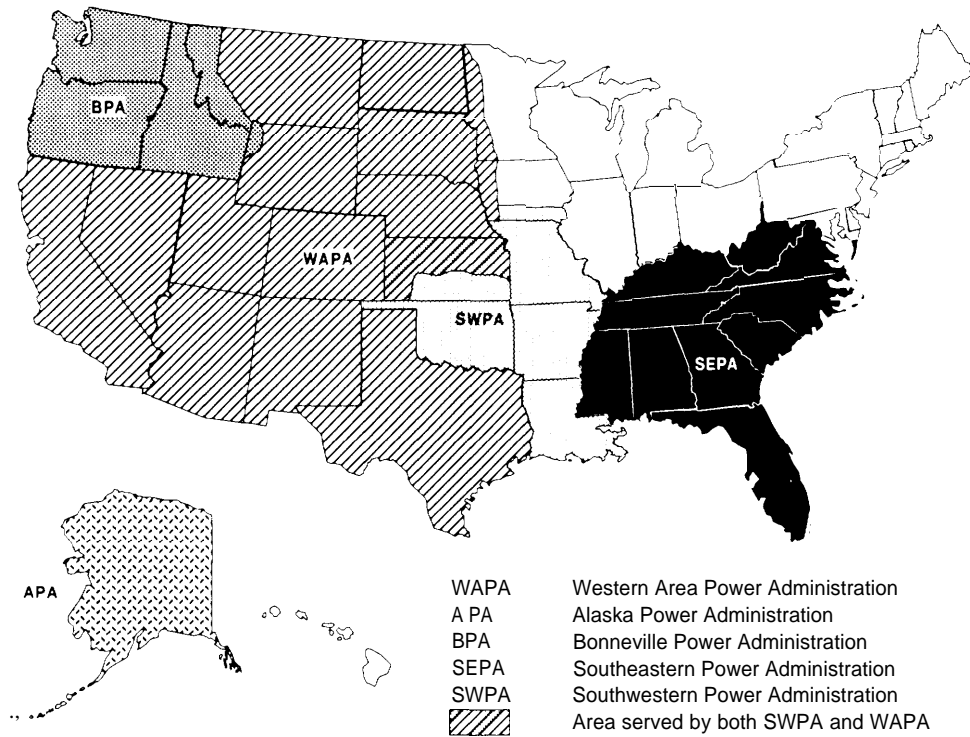 BPA
WAPA
SWPA
SEPA
APA
WAPA Western Area Power Administration
A PA Alaska Power Administration
BPA Bonneville Power Administration
SEPA Southeastern Power Administration
SWPA Southwestern Power Administration
Area served by both SWPA and WAPA